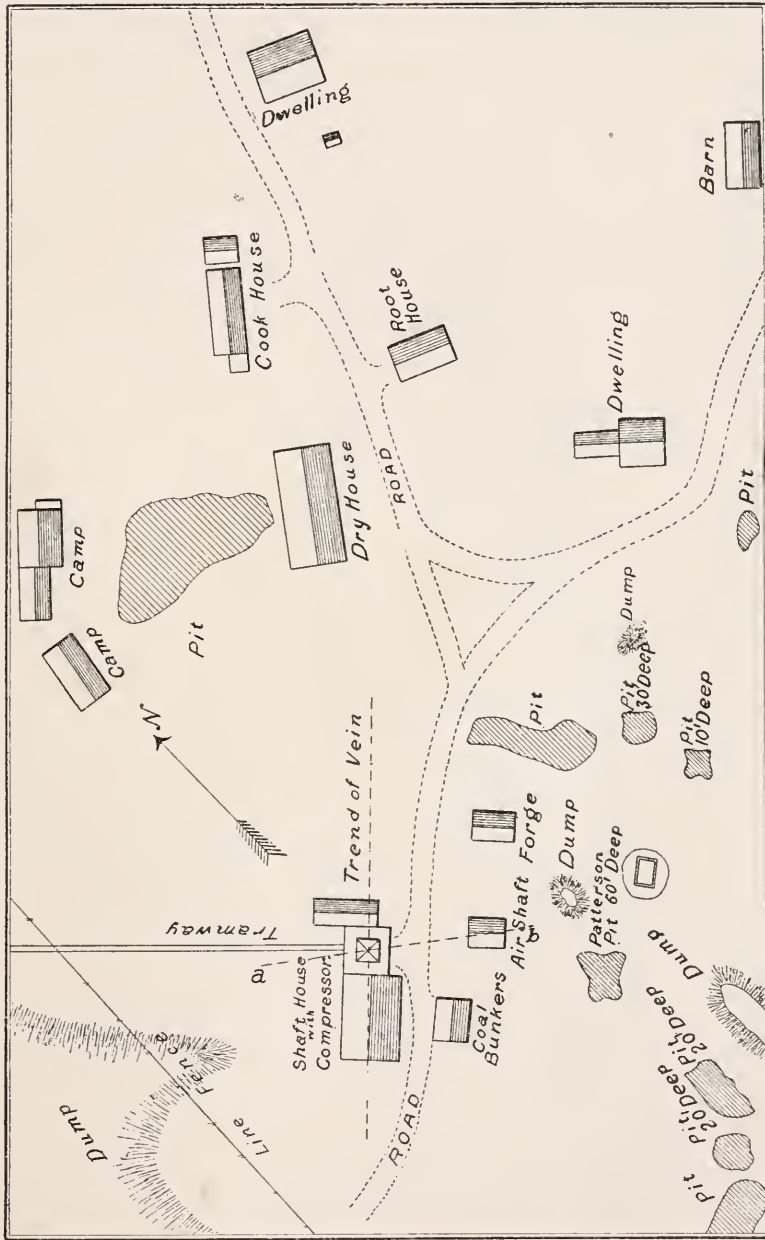 Dwelling
Barn
Cook House
Root
House
Dwelling
ROAD
Dry House
Camp
Camp
Pit
Pit
N
Dump
Pit
30' Deep
Pit
10' Deep
Pit
Trend of Vein
Forge
Dump
Tramway
Air Shaft
Patterson
Pit 60' Deep
a
b
Shaft House
with
Compressor
Coal
Bunkers
Dump
Pit
20' Deep
Pit
20' Deep
Pit
Dump
Line Fence
ROAD